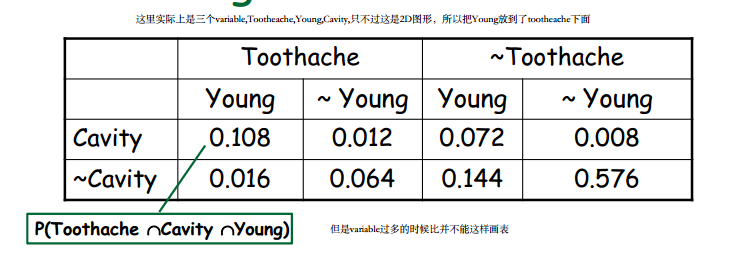 这里实际上是三个variable,Tootheache,Young,Cavity,只不过这是2D图形，所以把Young放到了tootheache下面
Toothache ~Toothache
Young ~ Young Young ~ Young
Cavity 0.108 0.012 0.072 0.008
~Cavity 0.016 0.064 0.144 0.576
P(Toothache ∩Cavity ∩Young)
但是variable过多的时候比并不能这样画表